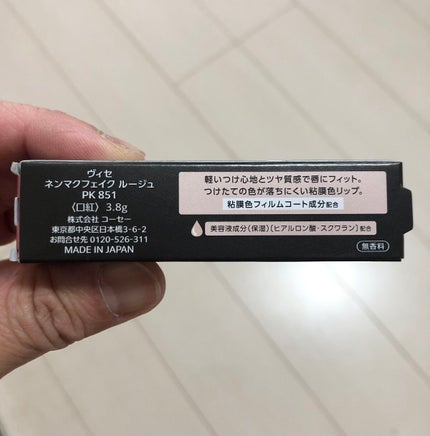 ヴィセ
ネンマクフェイク ルージュ
PK 851
〈口紅〉 3.8g
株式会社 コーセー
東京都中央区日本橋3-6-2
お問合せ先 0120-526-311
MADE IN JAPAN
軽いつけ心地とツヤ質感で唇にフィット。
つけたての色が落ちにくい粘膜色リップ。
粘膜色フィルムコート成分配合
美容液成分(保湿)[ヒアルロン酸・スクワラン]配合
無香料